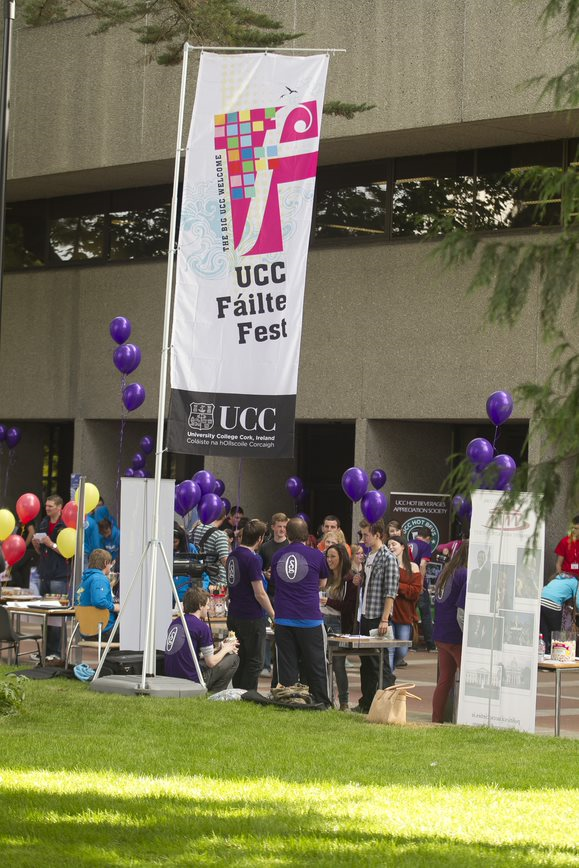 THE BIG UCC WELCOME
UCC
Fáilte
Fest
UCC
University College Cork, Ireland
Coláiste na hOllscoile Corcaigh
UCC HOT BEVERAGES
APPRECIATION SOCIETY